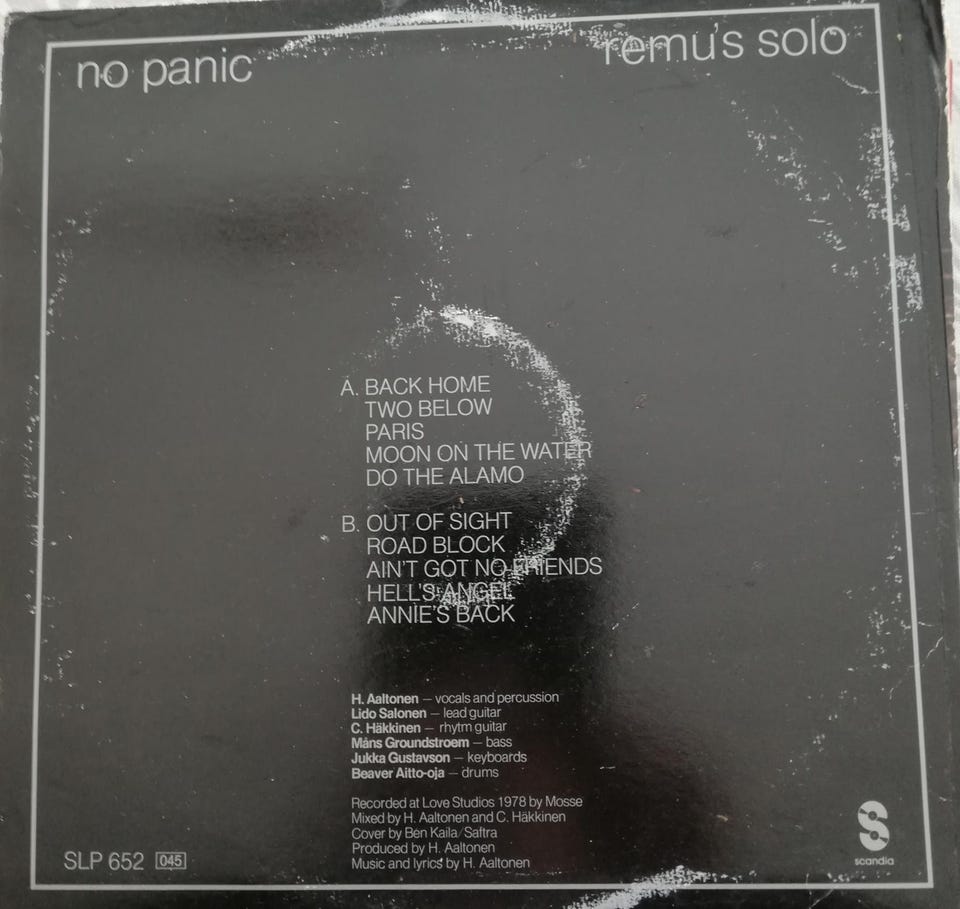 no panic
remu's solo
A. BACK HOME
TWO BELOW
PARIS
MOON ON THE WATER
DO THE ALAMO
B. OUT OF SIGHT
ROAD BLOCK
AIN'T GOT NO FRIENDS
HELL'S ANGEL
ANNIE'S BACK
H. Aaltonen — vocals and percussion
Lido Salonen — lead guitar
C. Häkkinen — rhytm guitar
Måns Groundstroem — bass
Jukka Gustavson — keyboards
Beaver Aitto-oja — drums
Recorded at Love Studios 1978 by Mosse
Mixed by H. Aaltonen and C. Häkkinen
Cover by Ben Kaila/Saftra
Produced by H. Aaltonen
Music and lyrics by H. Aaltonen
SLP 652 045
scandia